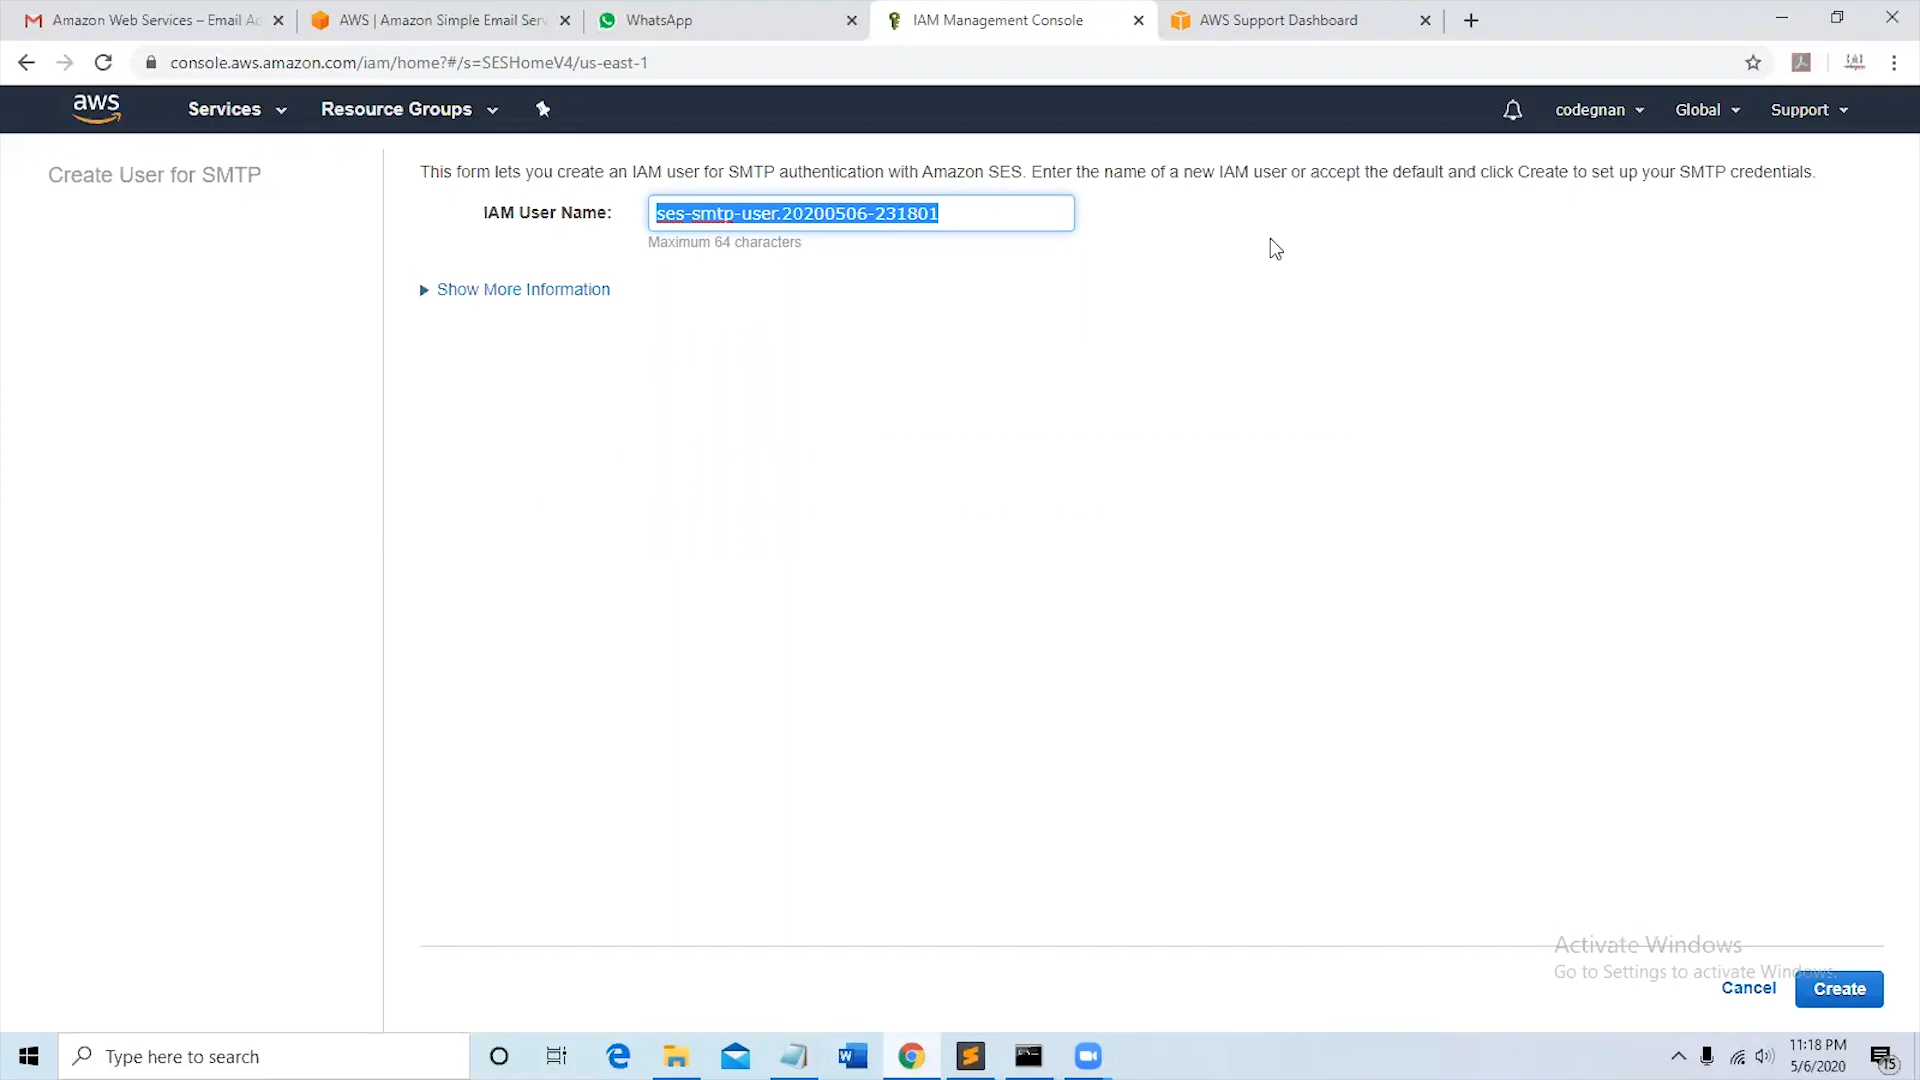 Amazon Web Services – Email Ad
AWS | Amazon Simple Email Serv
WhatsApp
IAM Management Console
AWS Support Dashboard
console.aws.amazon.com/iam/home?#/s=SESHomeV4/us-east-1
aws
Services
Resource Groups
codegnan
Global
Support
Create User for SMTP
This form lets you create an IAM user for SMTP authentication with Amazon SES. Enter the name of a new IAM user or accept the default and click Create to set up your SMTP credentials.
IAM User Name:
ses-smtp-user.20200506-231801
Maximum 64 characters
Show More Information
Activate Windows
Go to Settings to activate Windows.
Cancel
Create
Type here to search
11:18 PM
5/6/2020
15